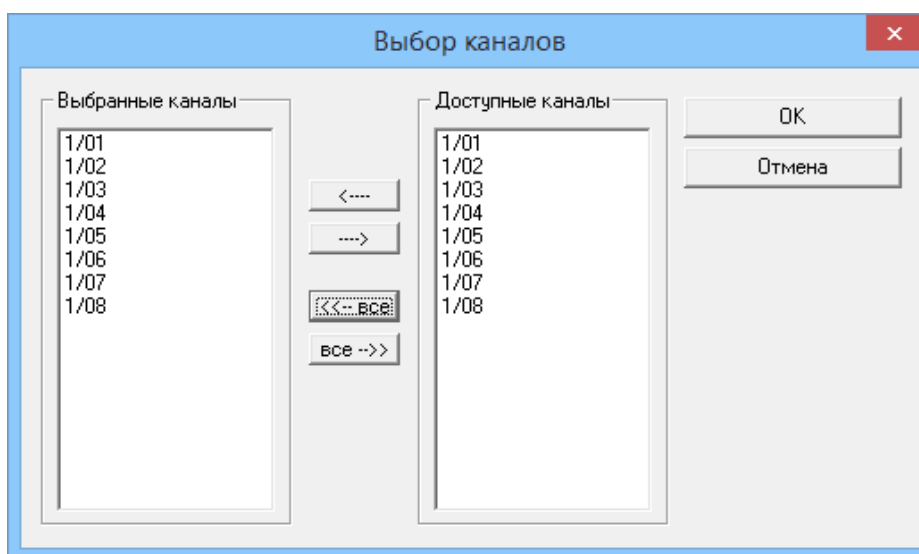 Выбор каналов
Выбранные каналы
1/01
1/02
1/03
1/04
1/05
1/06
1/07
1/08
<----
---->
<<-- все
все -->>
Доступные каналы
1/01
1/02
1/03
1/04
1/05
1/06
1/07
1/08
OK
Отмена